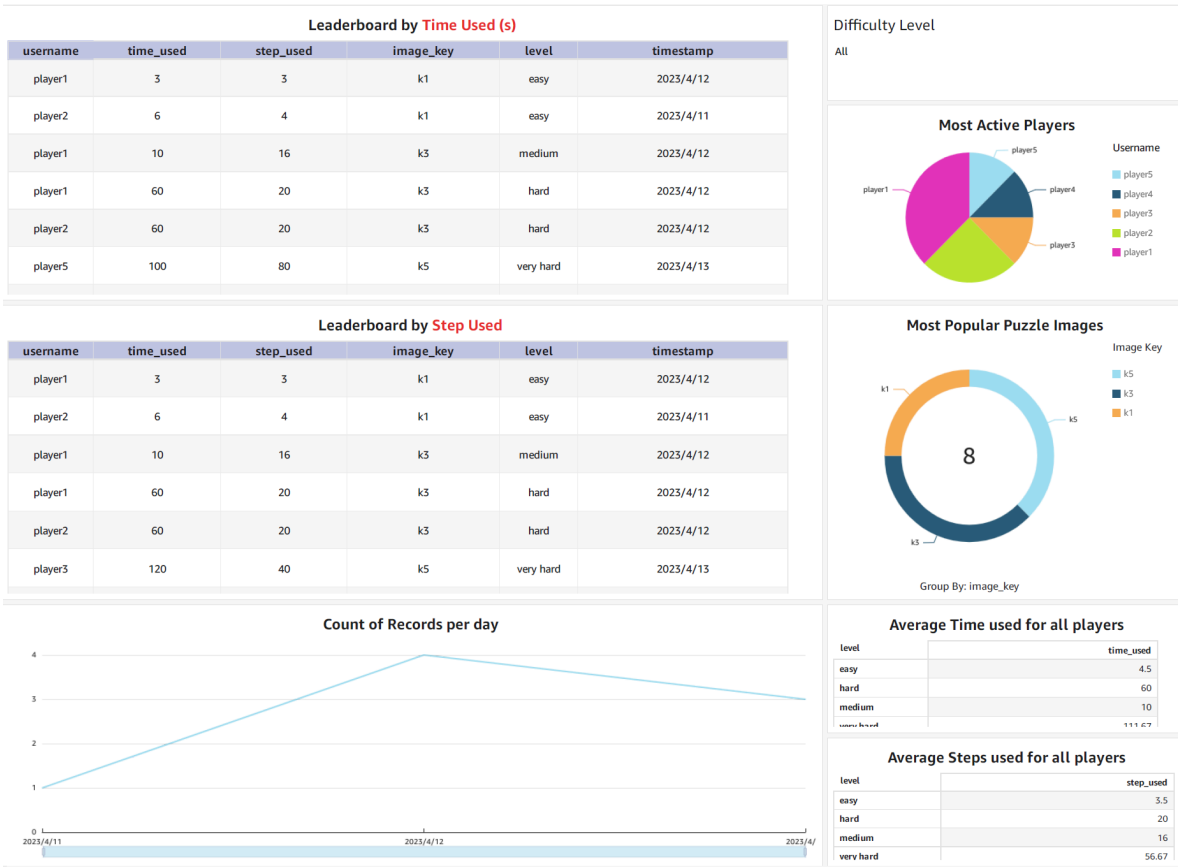 Leaderboard by Time Used (s)
username time_used step_used image_key level timestamp
player1 3 3 k1 easy 2023/4/12
player2 6 4 k1 easy 2023/4/11
player1 10 16 k3 medium 2023/4/12
player1 60 20 k3 hard 2023/4/12
player2 60 20 k3 hard 2023/4/12
player5 100 80 k5 very hard 2023/4/13
Difficulty Level
All
Most Active Players
player5
player4
player3
player1
Username
player5
player4
player3
player2
player1
Leaderboard by Step Used
username time_used step_used image_key level timestamp
player1 3 3 k1 easy 2023/4/12
player2 6 4 k1 easy 2023/4/11
player1 10 16 k3 medium 2023/4/12
player1 60 20 k3 hard 2023/4/12
player2 60 20 k3 hard 2023/4/12
player3 120 40 k5 very hard 2023/4/13
Most Popular Puzzle Images
Image Key
k5
k3
k1
k1
k5
8
k3
Group By: image_key
Count of Records per day
4
3
2
1
0
2023/4/11 2023/4/12 2023/4/
Average Time used for all players
level time_used
easy 4.5
hard 60
medium 10
very hard 111.67
Average Steps used for all players
level step_used
easy 3.5
hard 20
medium 16
very hard 56.67